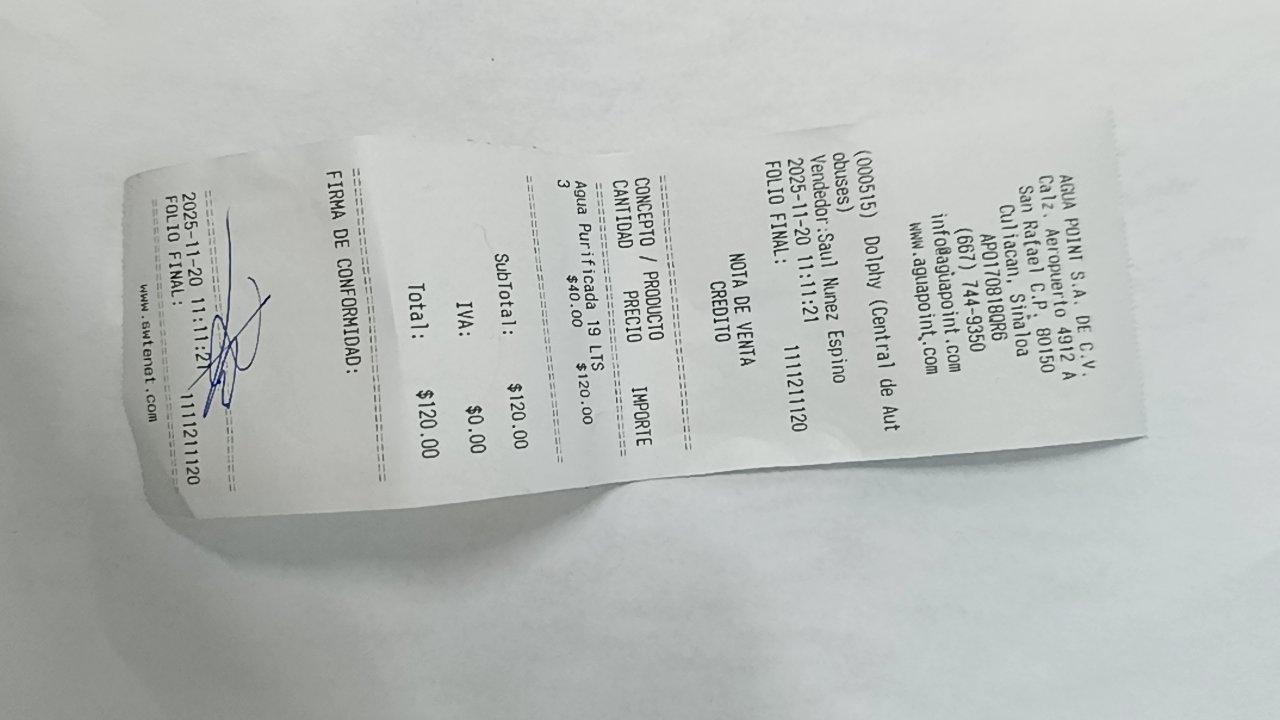 AGUA POINT S.A. DE C.V.
Calz. Aeropuerto 4912 A
San Rafael C.P. 80150
Culiacan, Sinaloa
APO170818QR6
(667) 744-9350
info@aguapoint.com
www.aguapoint.com
(000515) Dolphy (Central de Aut
obuses)
Vendedor:Saul Nunez Espino
2025-11-20 11:11:21
FOLIO FINAL: 1111211120
NOTA DE VENTA
CREDITO
==============================
CONCEPTO / PRODUCTO
CANTIDAD PRECIO IMPORTE
==============================
Agua Purificada 19 LTS
3 $40.00 $120.00
==============================
SubTotal: $120.00
IVA: $0.00
Total: $120.00
==============================
FIRMA DE CONFORMIDAD:
==============================
2025-11-20 11:11:21
FOLIO FINAL: 1111211120
==============================
www.swtenet.com